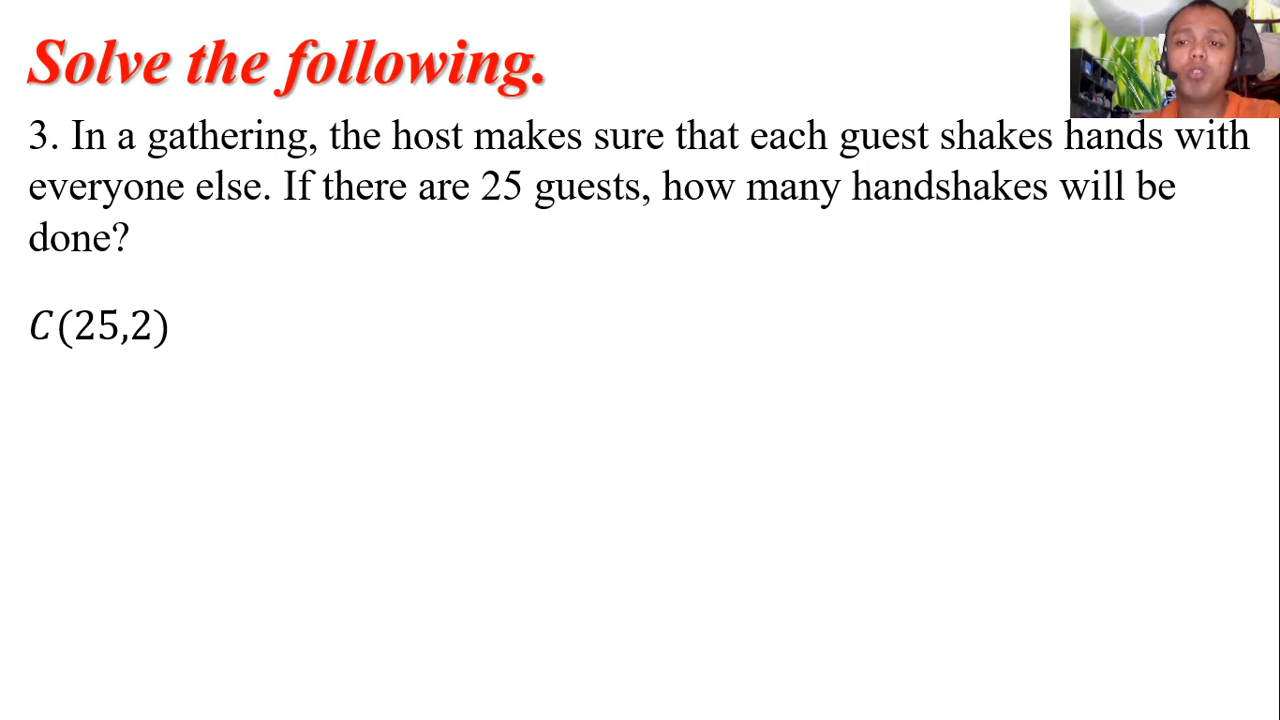 Solve the following.
3. In a gathering, the host makes sure that each guest shakes hands with
everyone else. If there are 25 guests, how many handshakes will be
done?
C(25,2)